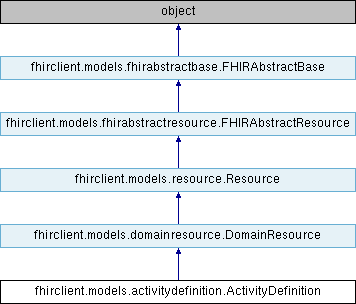 object
fhirclient.models.fhirabstractbase.FHIRAbstractBase
fhirclient.models.fhirabstractresource.FHIRAbstractResource
fhirclient.models.resource.Resource
fhirclient.models.domainresource.DomainResource
fhirclient.models.activitydefinition.ActivityDefinition